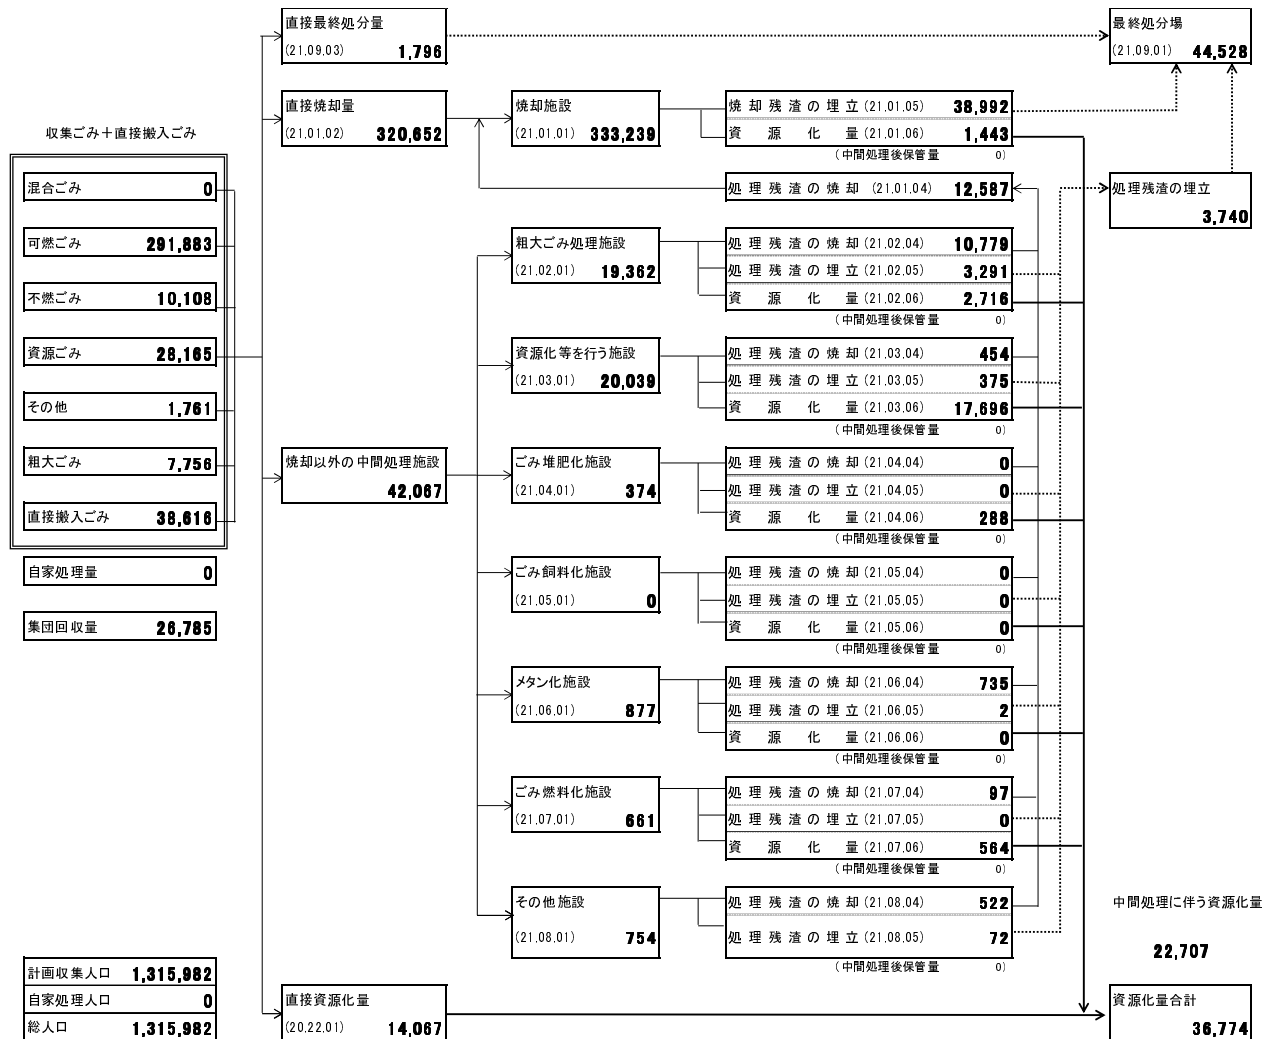 直接最終処分量
(21.09.03) 1,796
最終処分場
(21.09.01) 44,528
直接焼却量
(21.01.02) 320,652
焼却施設
(21.01.01) 333,239
焼却残渣の埋立(21.01.05) 38,992
資源化量(21.01.06) 1,443
(中間処理後保管量 0)
収集ごみ+直接搬入ごみ
混合ごみ 0
可燃ごみ 291,883
不燃ごみ 10,108
資源ごみ 28,165
その他 1,761
粗大ごみ 7,756
直接搬入ごみ 38,616
自家処理量 0
集団回収量 26,785
処理残渣の焼却 (21.01.04) 12,587
処理残渣の埋立
3,740
粗大ごみ処理施設
(21.02.01) 19,362
処理残渣の焼却(21.02.04) 10,779
処理残渣の埋立(21.02.05) 3,291
資源化量(21.02.06) 2,716
(中間処理後保管量 0)
資源化等を行う施設
(21.03.01) 20,039
処理残渣の焼却(21.03.04) 454
処理残渣の埋立(21.03.05) 375
資源化量(21.03.06) 17,696
(中間処理後保管量 0)
焼却以外の中間処理施設
42,067
ごみ堆肥化施設
(21.04.01) 374
処理残渣の焼却(21.04.04) 0
処理残渣の埋立(21.04.05) 0
資源化量(21.04.06) 288
(中間処理後保管量 0)
ごみ飼料化施設
(21.05.01) 0
処理残渣の焼却(21.05.04) 0
処理残渣の埋立(21.05.05) 0
資源化量(21.05.06) 0
(中間処理後保管量 0)
メタン化施設
(21.06.01) 877
処理残渣の焼却(21.06.04) 735
処理残渣の埋立(21.06.05) 2
資源化量(21.06.06) 0
(中間処理後保管量 0)
ごみ燃料化施設
(21.07.01) 661
処理残渣の焼却(21.07.04) 97
処理残渣の埋立(21.07.05) 0
資源化量(21.07.06) 564
(中間処理後保管量 0)
その他施設
(21.08.01) 754
処理残渣の焼却(21.08.04) 522
処理残渣の埋立(21.08.05) 72
(中間処理後保管量 0)
中間処理に伴う資源化量
22,707
計画収集人口 1,315,982
自家処理人口 0
総人口 1,315,982
直接資源化量
(20.22.01) 14,067
資源化量合計
36,774